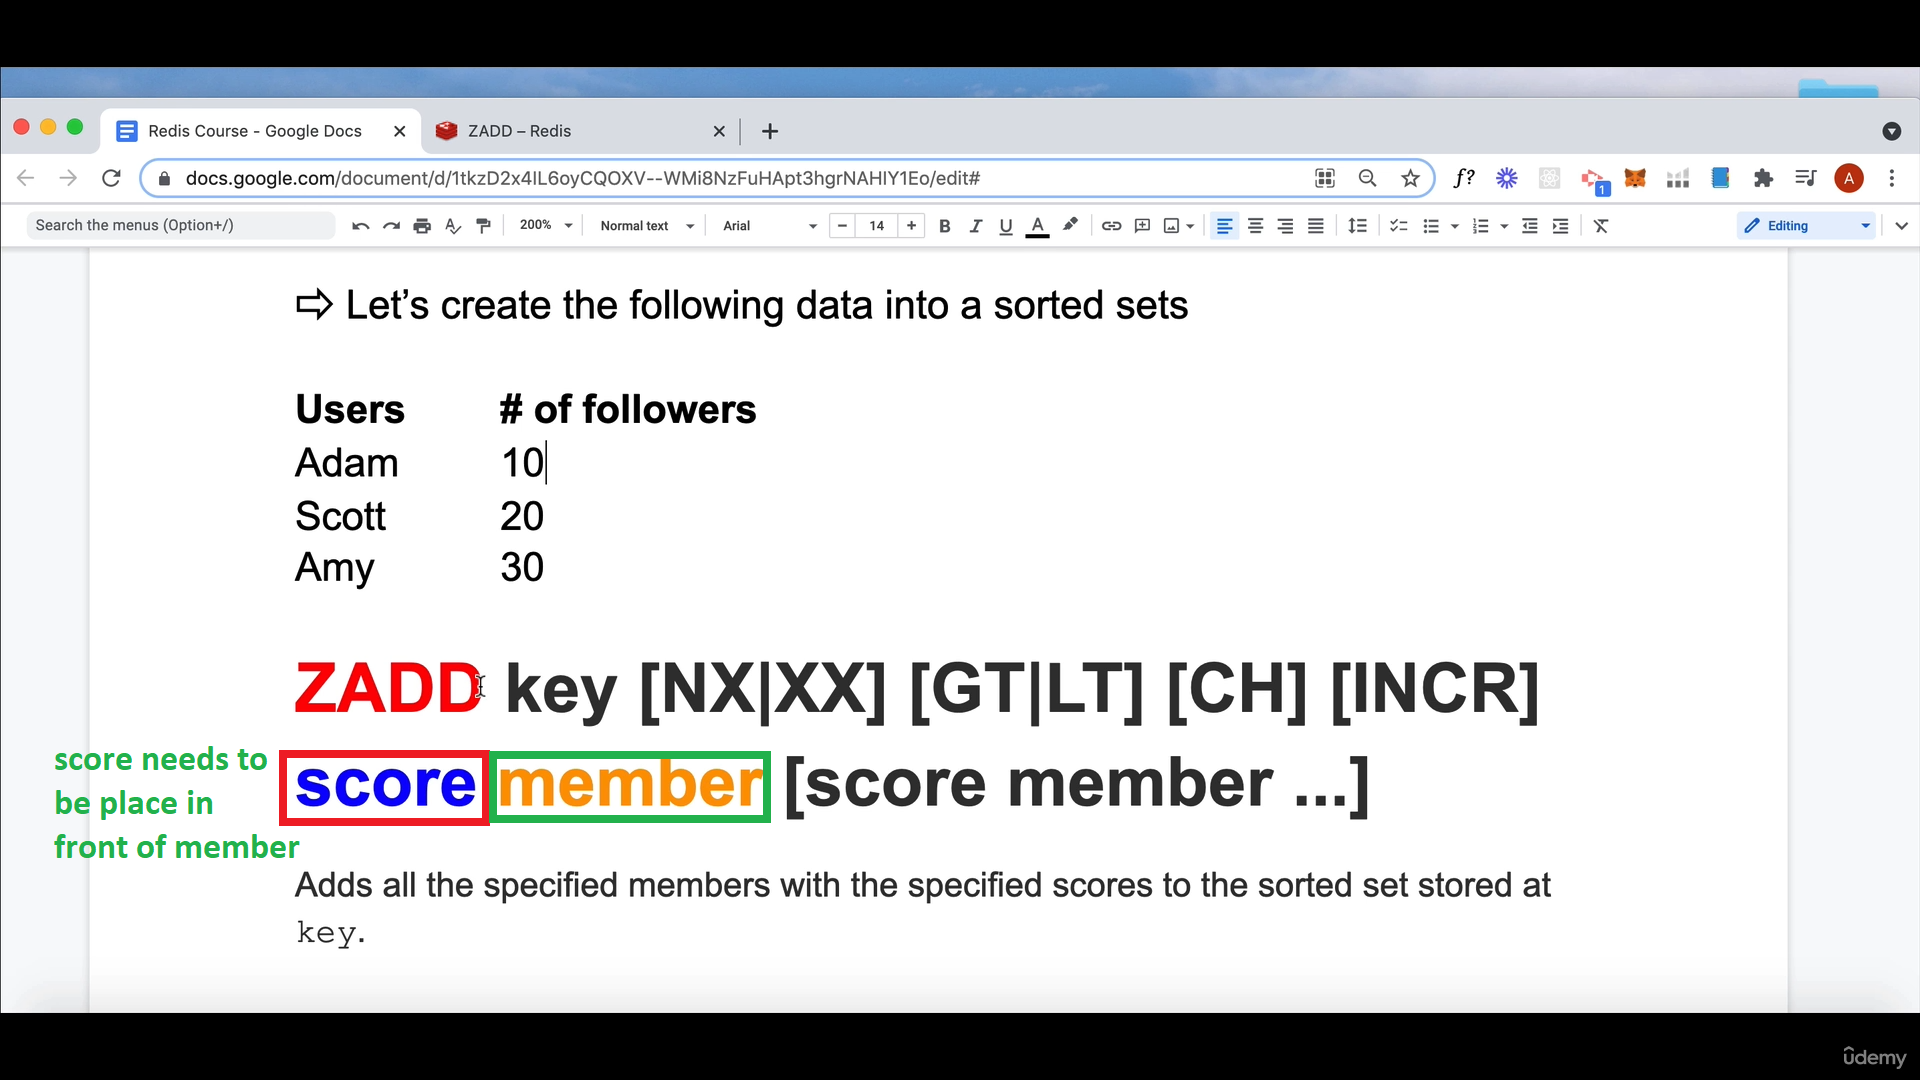 Redis Course - Google Docs
ZADD – Redis
docs.google.com/document/d/1tkzD2x4IL6oyCQOXV--WMi8NzFuHApt3hgrNAHIY1Eo/edit#
f?
1
A
Search the menus (Option+/)
200%
Normal text
Arial
14
B I U A
Editing
⇨ Let’s create the following data into a sorted sets
Users # of followers
Adam 10
Scott 20
Amy 30
ZADD key [NX|XX] [GT|LT] [CH] [INCR]
score member [score member ...]
score needs to
be place in
front of member
Adds all the specified members with the specified scores to the sorted set stored at
key.
ûdemy